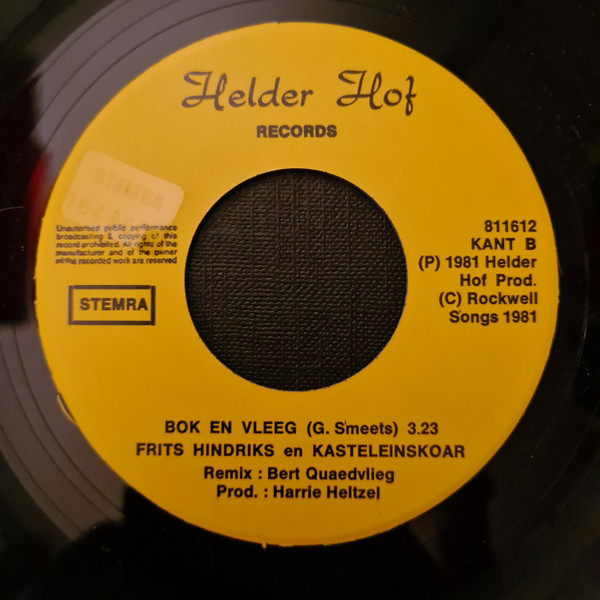 Helder Hof
RECORDS
STEMRA
Unauthorised public performance
broadcasting & copying of this
record prohibited. All rights of the
manufacturer and of the owner
of the recorded work are reserved
STEMRA
811612
KANT B
(P) 1981 Helder
Hof Prod.
(C) Rockwell
Songs 1981
BOK EN VLEEG (G. Smeets) 3.23
FRITS HINDRIKS en KASTELEINSKOAR
Remix : Bert Quaedvlieg
Prod. : Harrie Heltzel